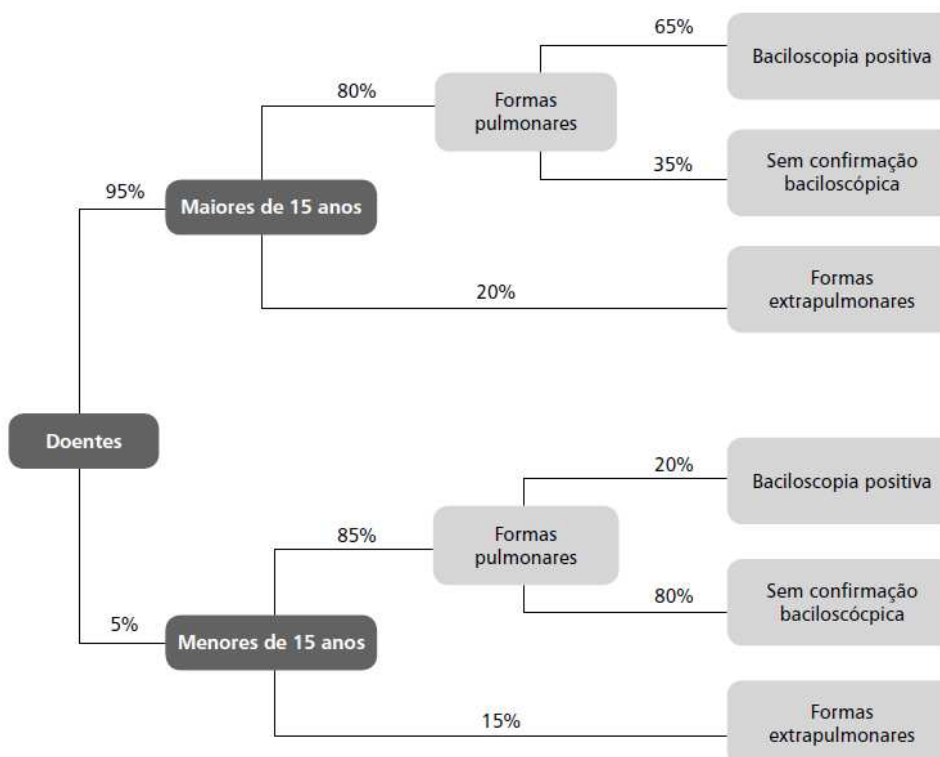 65%
Baciloscopia positiva
80%
Formas
pulmonares
35%
Sem confirmação
baciloscópica
95%
Maiores de 15 anos
20%
Formas
extrapulmonares
Doentes
20%
Baciloscopia positiva
85%
Formas
pulmonares
80%
Sem confirmação
baciloscócpica
5%
Menores de 15 anos
15%
Formas
extrapulmonares